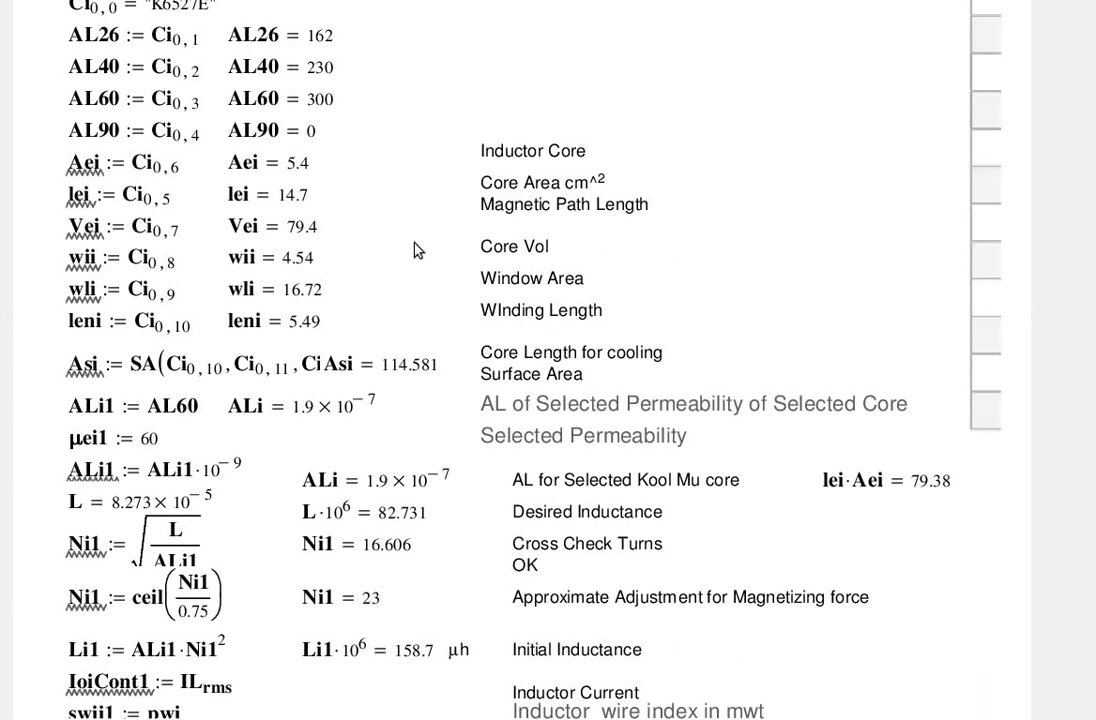 Ci0,0 = "K6527E"
AL26 := Ci0,1 AL26 = 162
AL40 := Ci0,2 AL40 = 230
AL60 := Ci0,3 AL60 = 300
AL90 := Ci0,4 AL90 = 0
Inductor Core
Aei := Ci0,6 Aei = 5.4 Core Area cm^2
lei := Ci0,5 lei = 14.7 Magnetic Path Length
Vei := Ci0,7 Vei = 79.4 Core Vol
wii := Ci0,8 wii = 4.54 Window Area
wli := Ci0,9 wli = 16.72 WInding Length
leni := Ci0,10 leni = 5.49 Core Length for cooling
Asi := SA(Ci0,10, Ci0,11, Ci Asi = 114.581 Surface Area
ALi1 := AL60 ALi = 1.9 × 10^-7 AL of Selected Permeability of Selected Core
μei1 := 60 Selected Permeability
ALi1 := ALi1·10^-9 ALi = 1.9 × 10^-7 AL for Selected Kool Mu core lei·Aei = 79.38
L = 8.273 × 10^-5 L·10^6 = 82.731 Desired Inductance
Ni1 := √(L/ALi1) Ni1 = 16.606 Cross Check Turns
OK
Ni1 := ceil(Ni1/0.75) Ni1 = 23 Approximate Adjustment for Magnetizing force
Li1 := ALi1·Ni1^2 Li1·10^6 = 158.7 μh Initial Inductance
IoiCont1 := ILrms Inductor Current
swii1 := nwi Inductor wire index in mwt